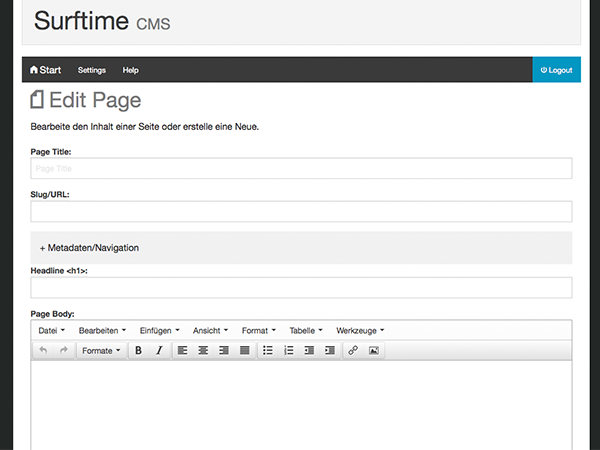 Surftime CMS
Start Settings Help Logout
Edit Page
Bearbeite den Inhalt einer Seite oder erstelle eine Neue.
Page Title:
Page Title
Slug/URL:
+ Metadaten/Navigation
Headline <h1>:
Page Body:
Datei Bearbeiten Einfügen Ansicht Format Tabelle Werkzeuge
Formate B I